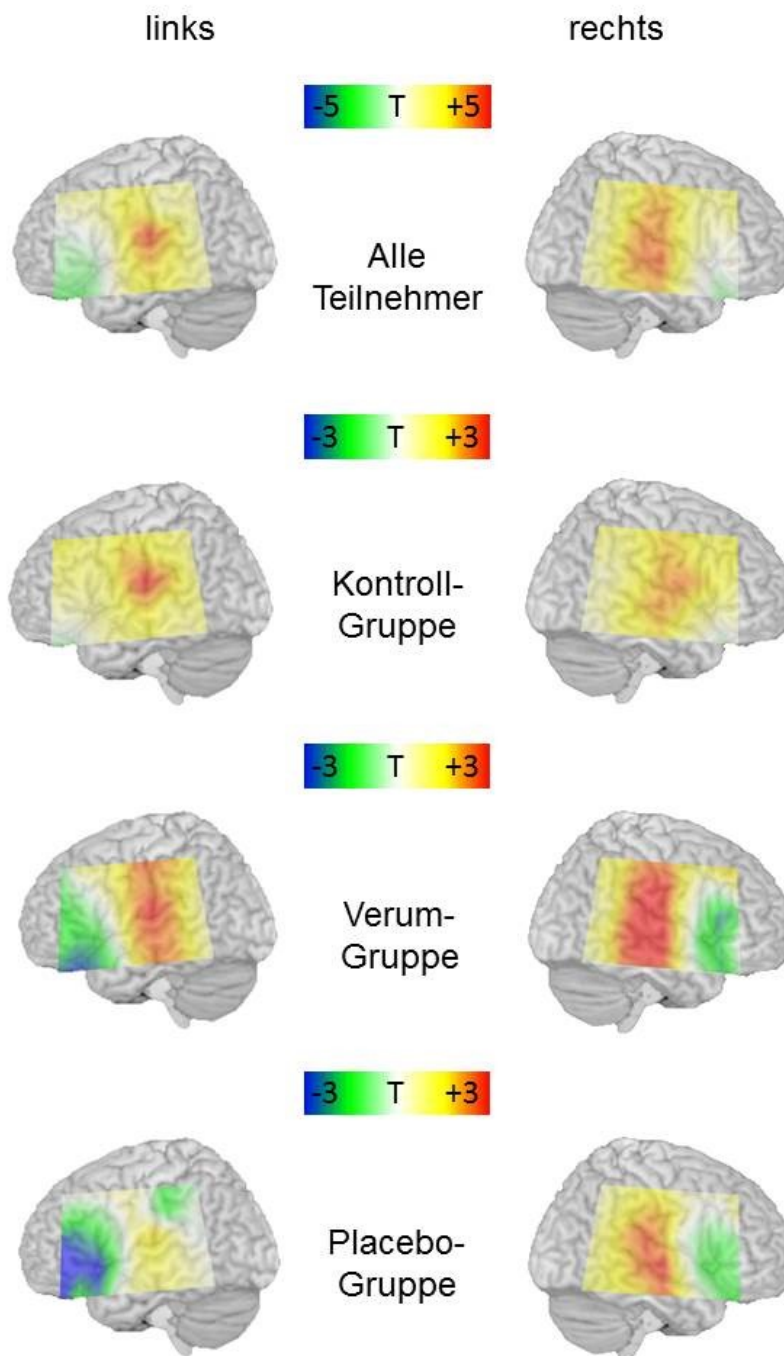 links rechts
-5 T +5
Alle
Teilnehmer
-3 T +3
Kontroll-
Gruppe
-3 T +3
Verum-
Gruppe
-3 T +3
Placebo-
Gruppe